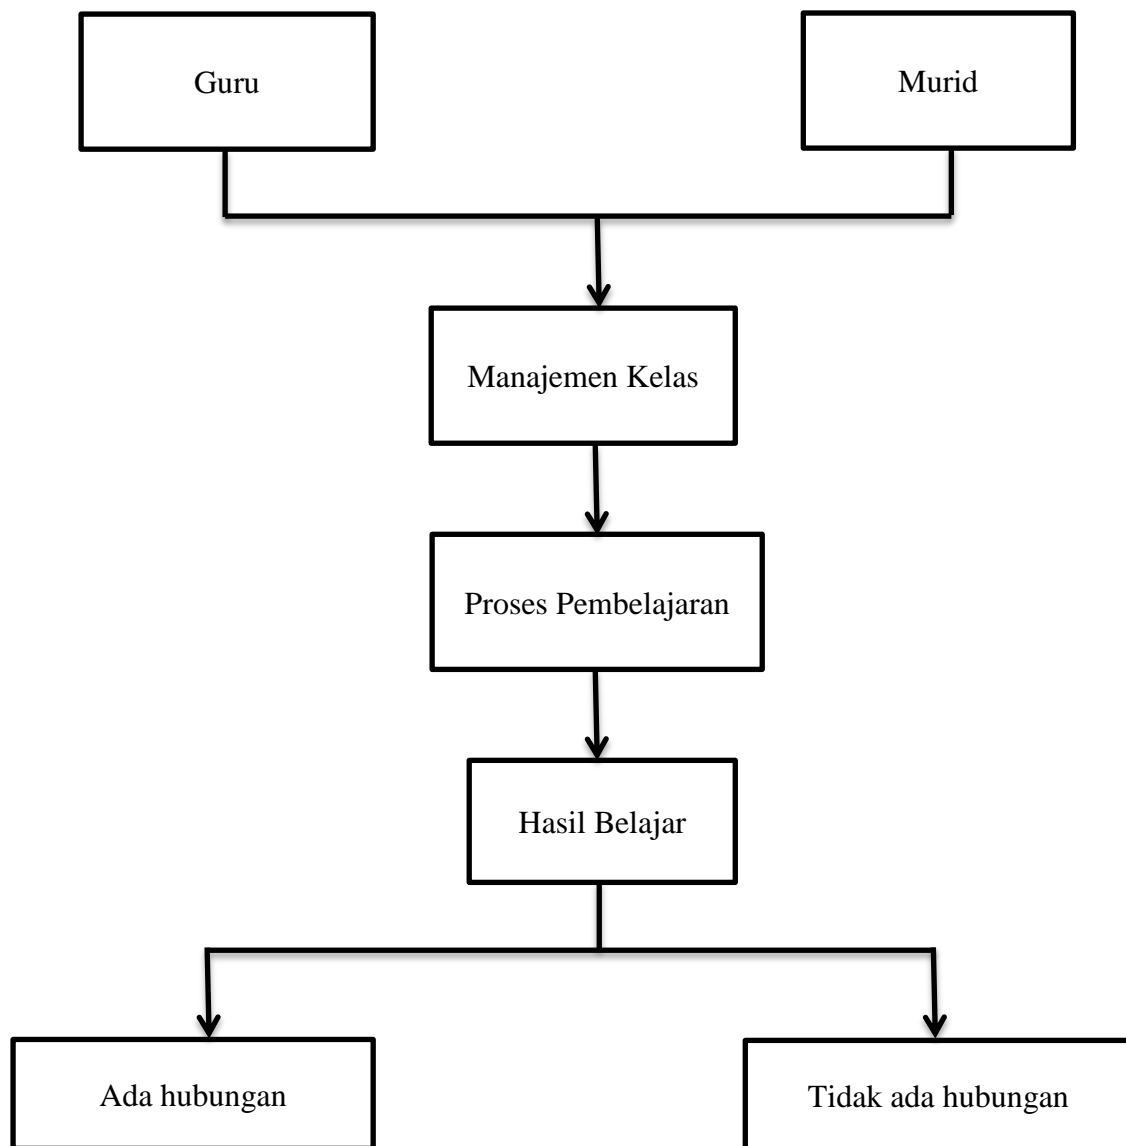 Guru
Murid
Manajemen Kelas
Proses Pembelajaran
Hasil Belajar
Ada hubungan
Tidak ada hubungan